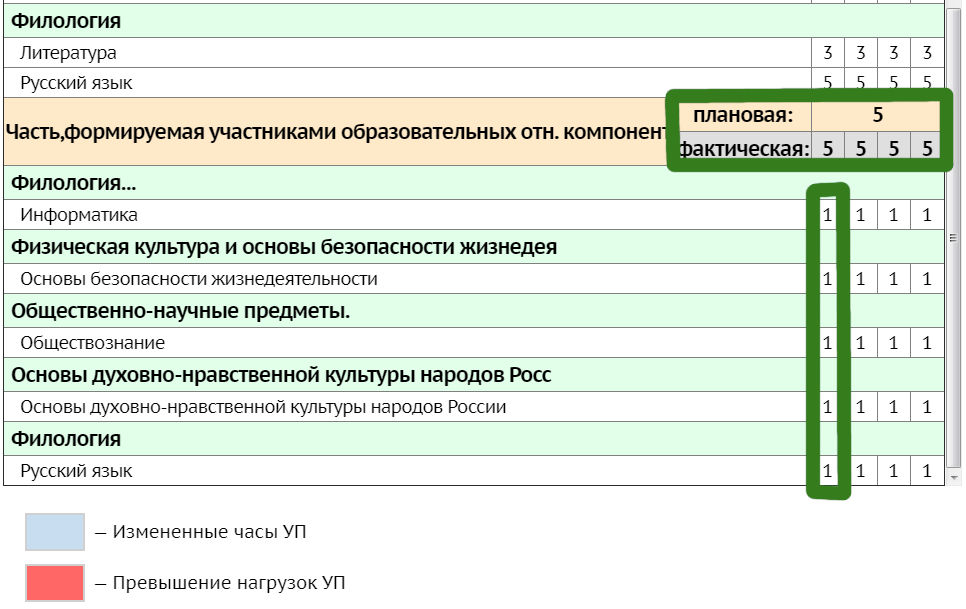 Филология
Литература 3 3 3 3
Русский язык 5 5 5 5
Часть,формируемая участниками образовательных отн. компонент
плановая: 5
фактическая: 5 5 5 5
Филология...
Информатика 1 1 1 1
Физическая культура и основы безопасности жизнедея
Основы безопасности жизнедеятельности 1 1 1 1
Общественно-научные предметы.
Обществознание 1 1 1 1
Основы духовно-нравственной культуры народов Росс
Основы духовно-нравственной культуры народов России 1 1 1 1
Филология
Русский язык 1 1 1 1
— Измененные часы УП
— Превышение нагрузок УП